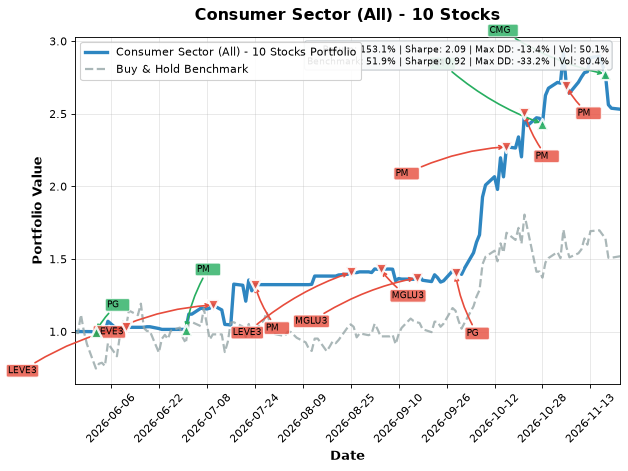 Consumer Sector (All) - 10 Stocks
CMG
Consumer Sector (All) - 10 Stocks Portfolio
Buy & Hold Benchmark
153.1% | Sharpe: 2.09 | Max DD: -13.4% | Vol: 50.1%
Benchmark: 51.9% | Sharpe: 0.92 | Max DD: -33.2% | Vol: 80.4%
3.0
2.5
2.0
1.5
1.0
Portfolio Value
PM
PM
PM
PM
PG
MGLU3
MGLU3
LEVE3
LEVE3
PM
PG
LEVE3
2026-06-06
2026-06-22
2026-07-08
2026-07-24
2026-08-09
2026-08-25
2026-09-10
2026-09-26
2026-10-12
2026-10-28
2026-11-13
Date